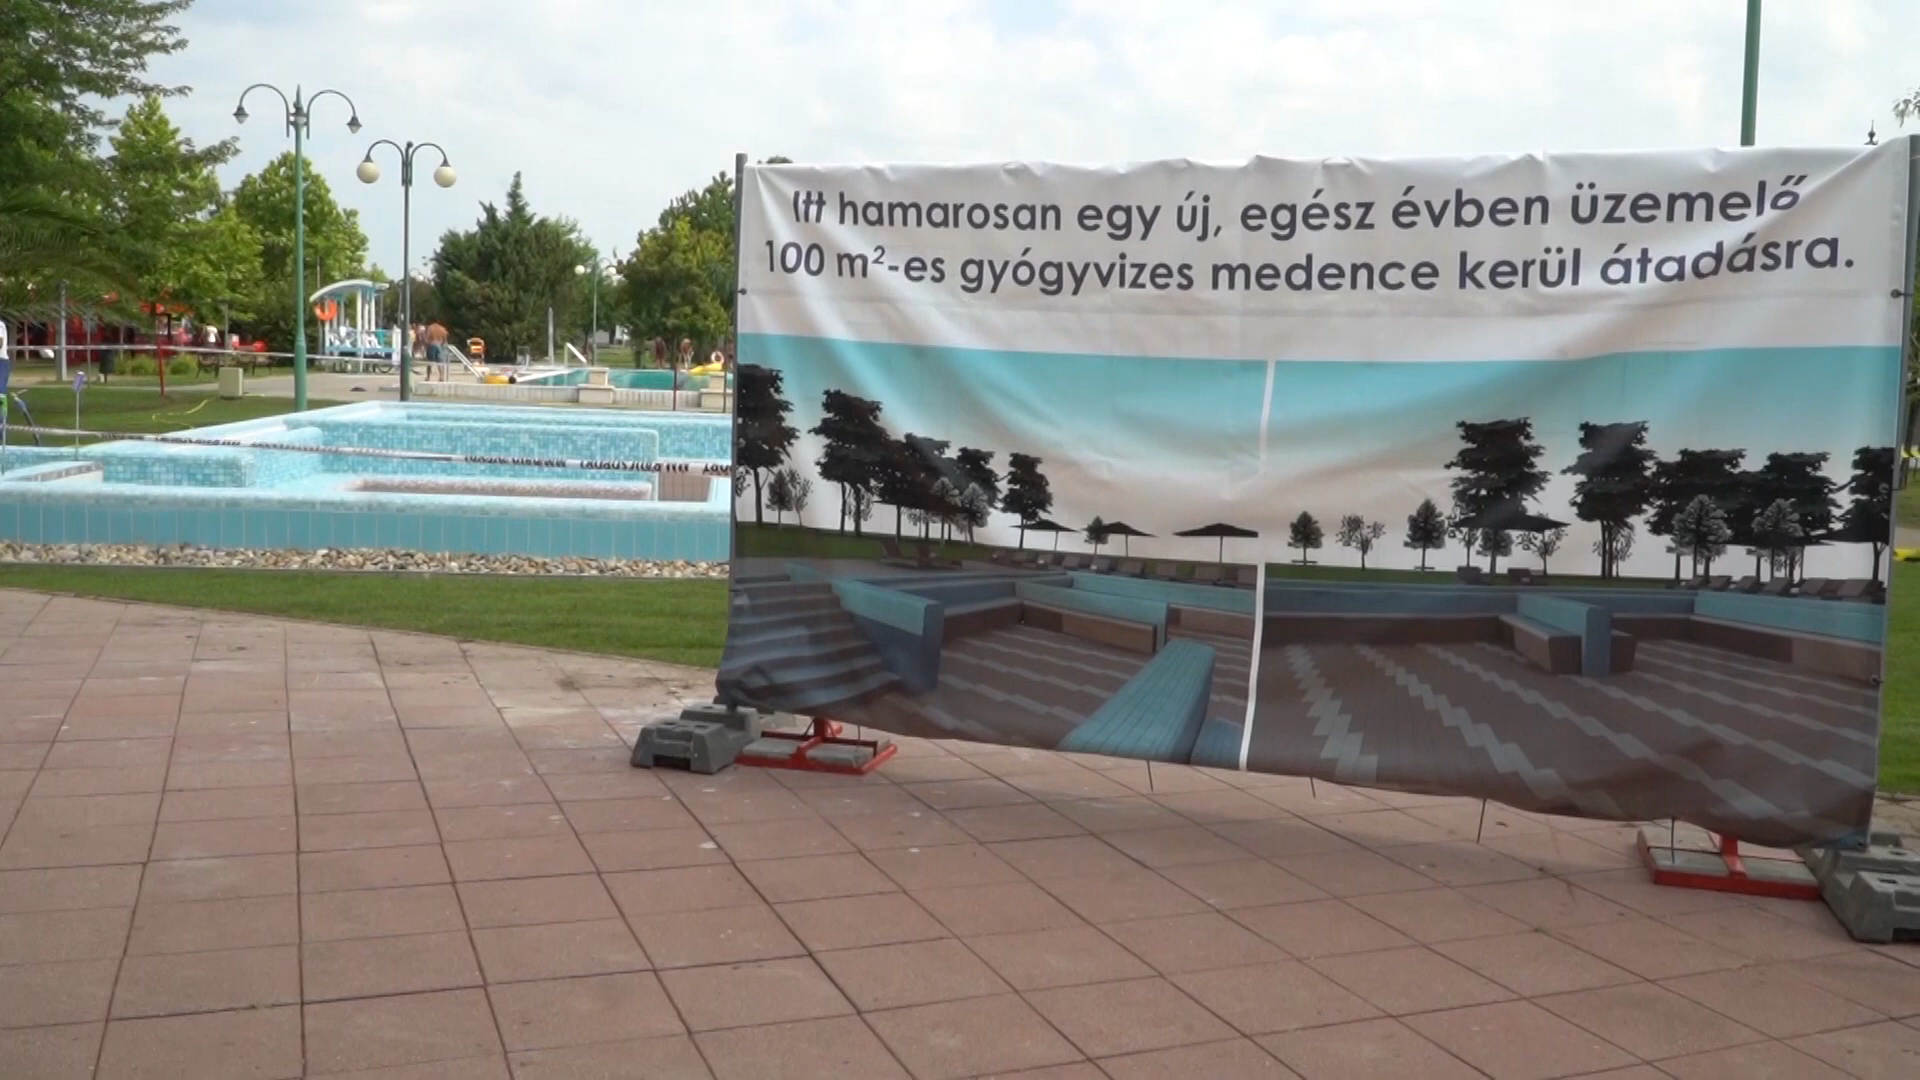 Itt hamarosan egy új, egész évben üzemelő
100 m²-es gyógyvizes medence kerül átadásra.